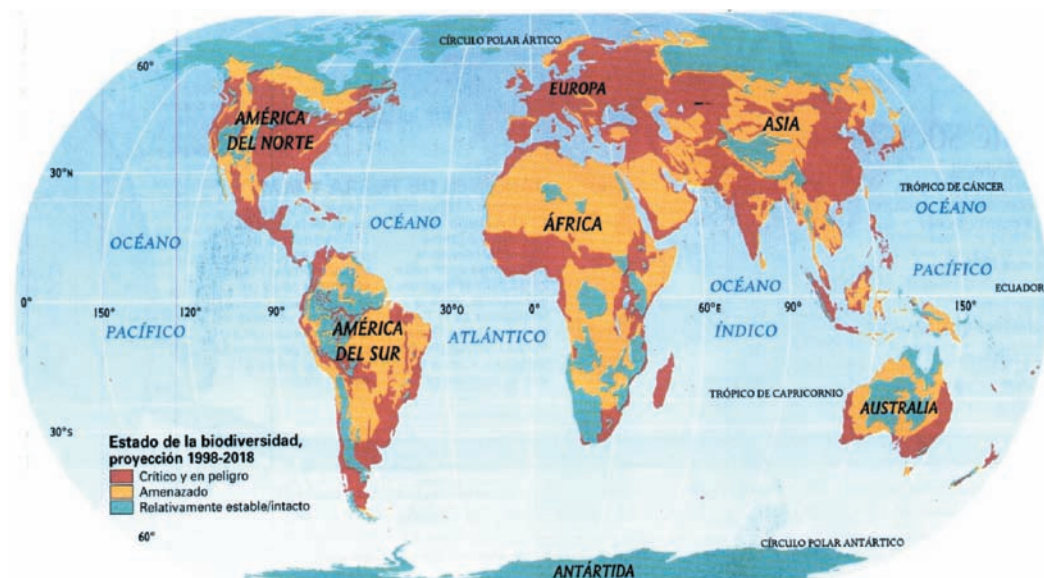 CÍRCULO POLAR ÁRTICO
60°
EUROPA
AMÉRICA
DEL NORTE
ASIA
30°N
TRÓPICO DE CÁNCER
OCÉANO
OCÉANO
OCÉANO
ÁFRICA
PACÍFICO
OCÉANO
ECUADOR
0°
150°
120°
90°
30°0
0°
60°E
90°
150°
PACÍFICO
AMÉRICA
DEL SUR
ATLÁNTICO
ÍNDICO
TRÓPICO DE CAPRICORNIO
AUSTRALIA
30°S
Estado de la biodiversidad,
proyección 1998-2018
Crítico y en peligro
Amenazado
Relativamente estable/intacto
60°
CÍRCULO POLAR ANTÁRTICO
ANTÁRTIDA